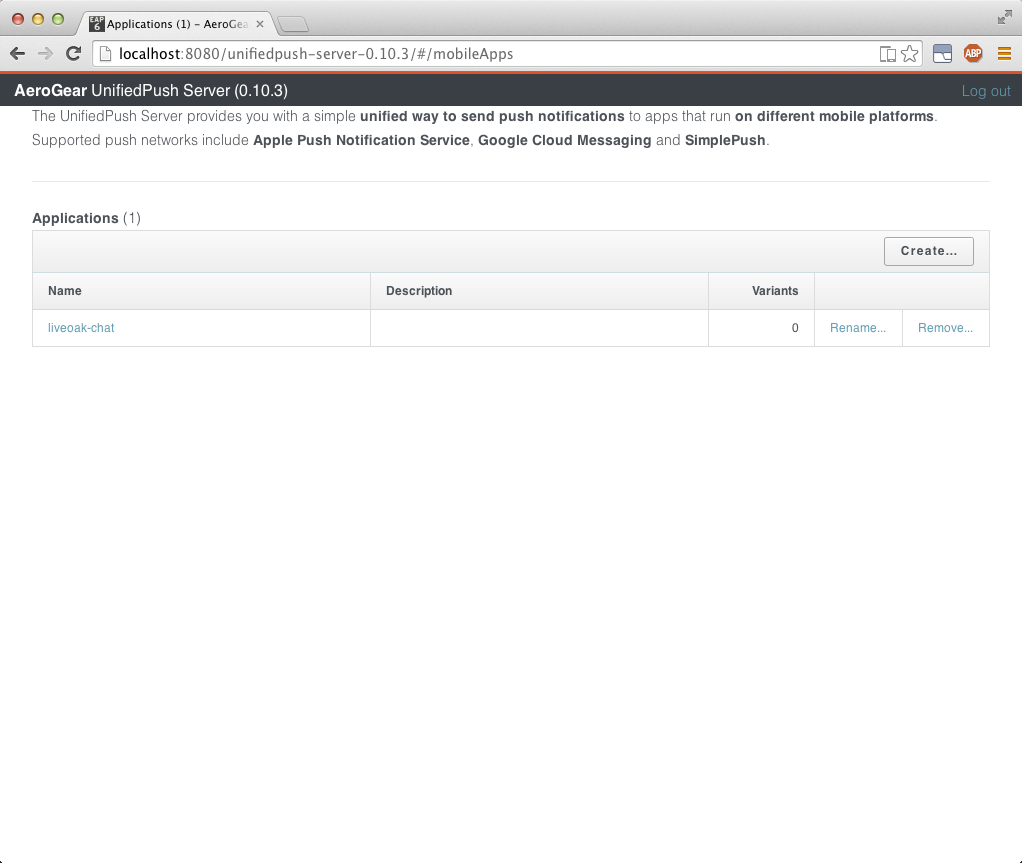 EAP 6 Applications (1) – AeroGea
localhost:8080/unifiedpush-server-0.10.3/#/mobileApps
ABP
AeroGear UnifiedPush Server (0.10.3) Log out
The UnifiedPush Server provides you with a simple unified way to send push notifications to apps that run on different mobile platforms.
Supported push networks include Apple Push Notification Service, Google Cloud Messaging and SimplePush.
Applications (1)
Create...
Name Description Variants
liveoak-chat 0 Rename... Remove...